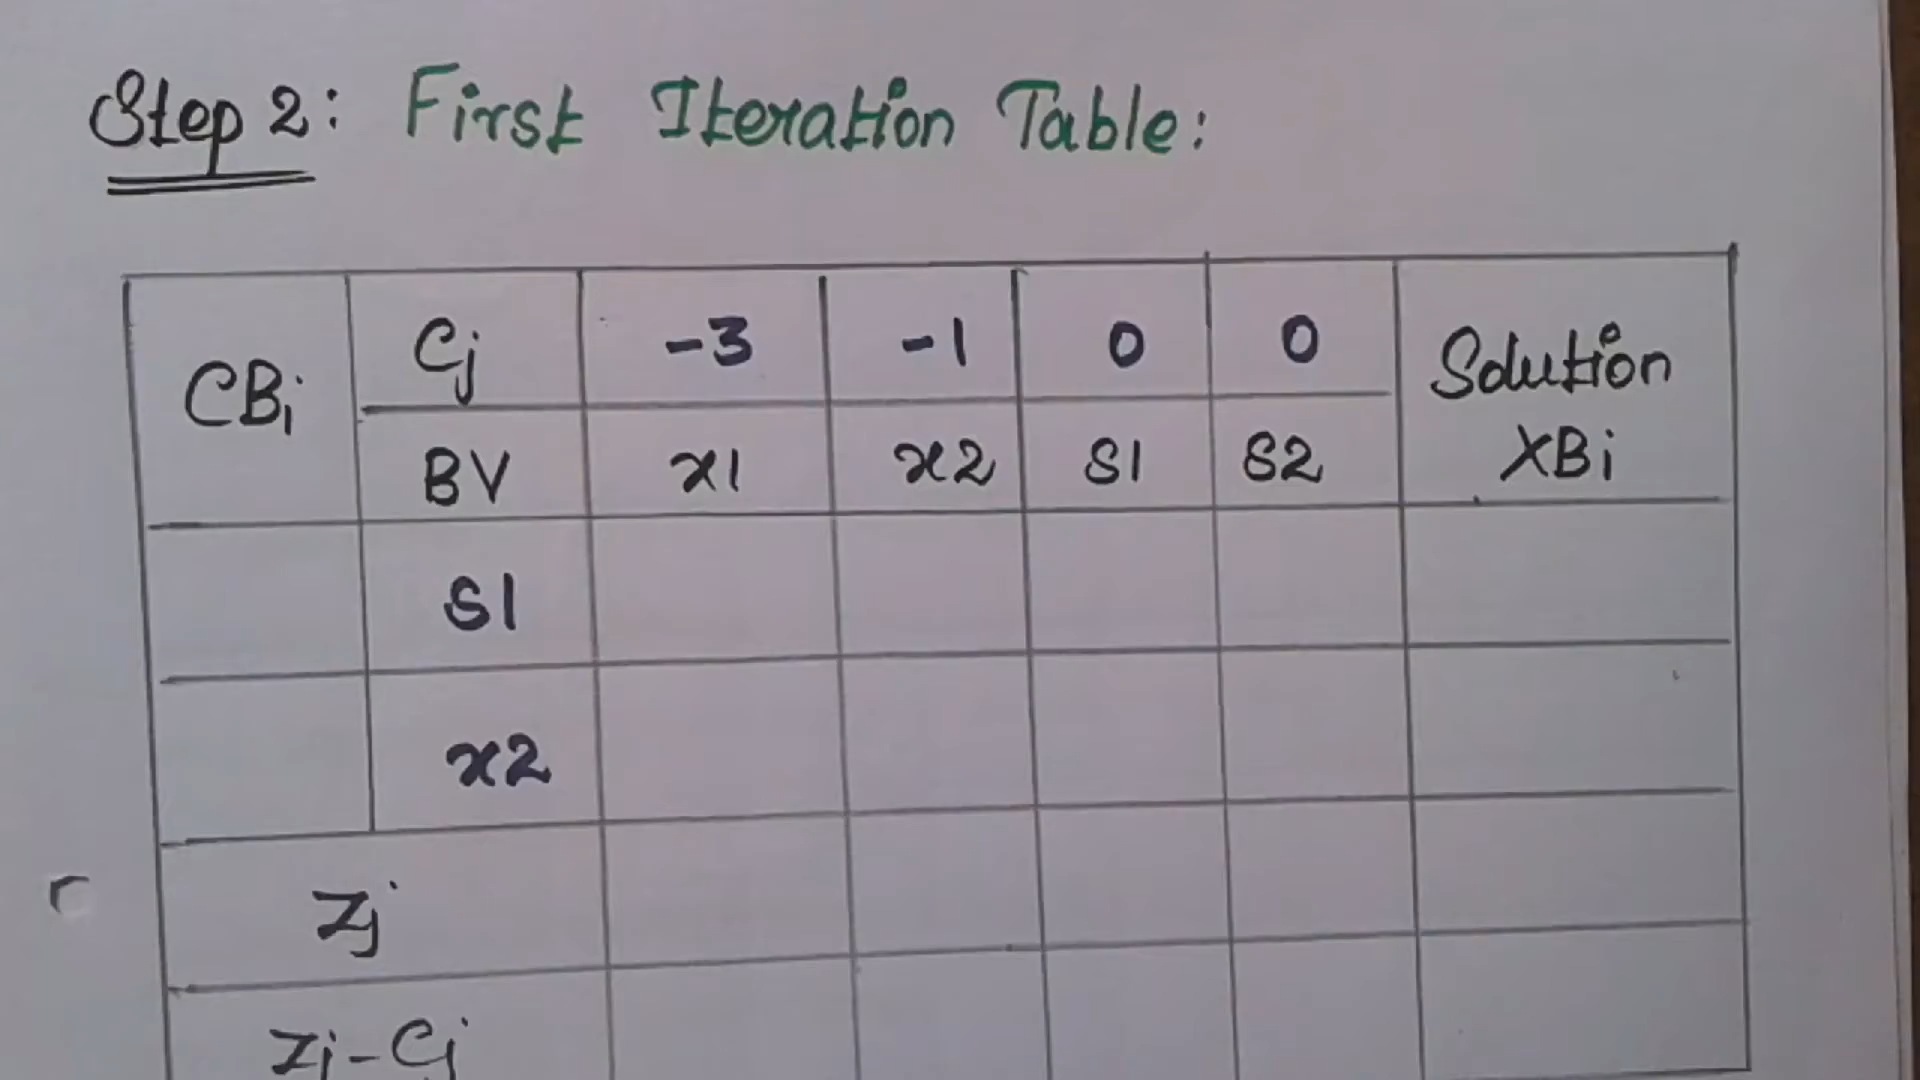 Step 2: First Iteration Table:
CBi Cj -3 -1 0 0 Solution XBi
BV x1 x2 S1 S2
S1
x2
Zj
Zj-Cj